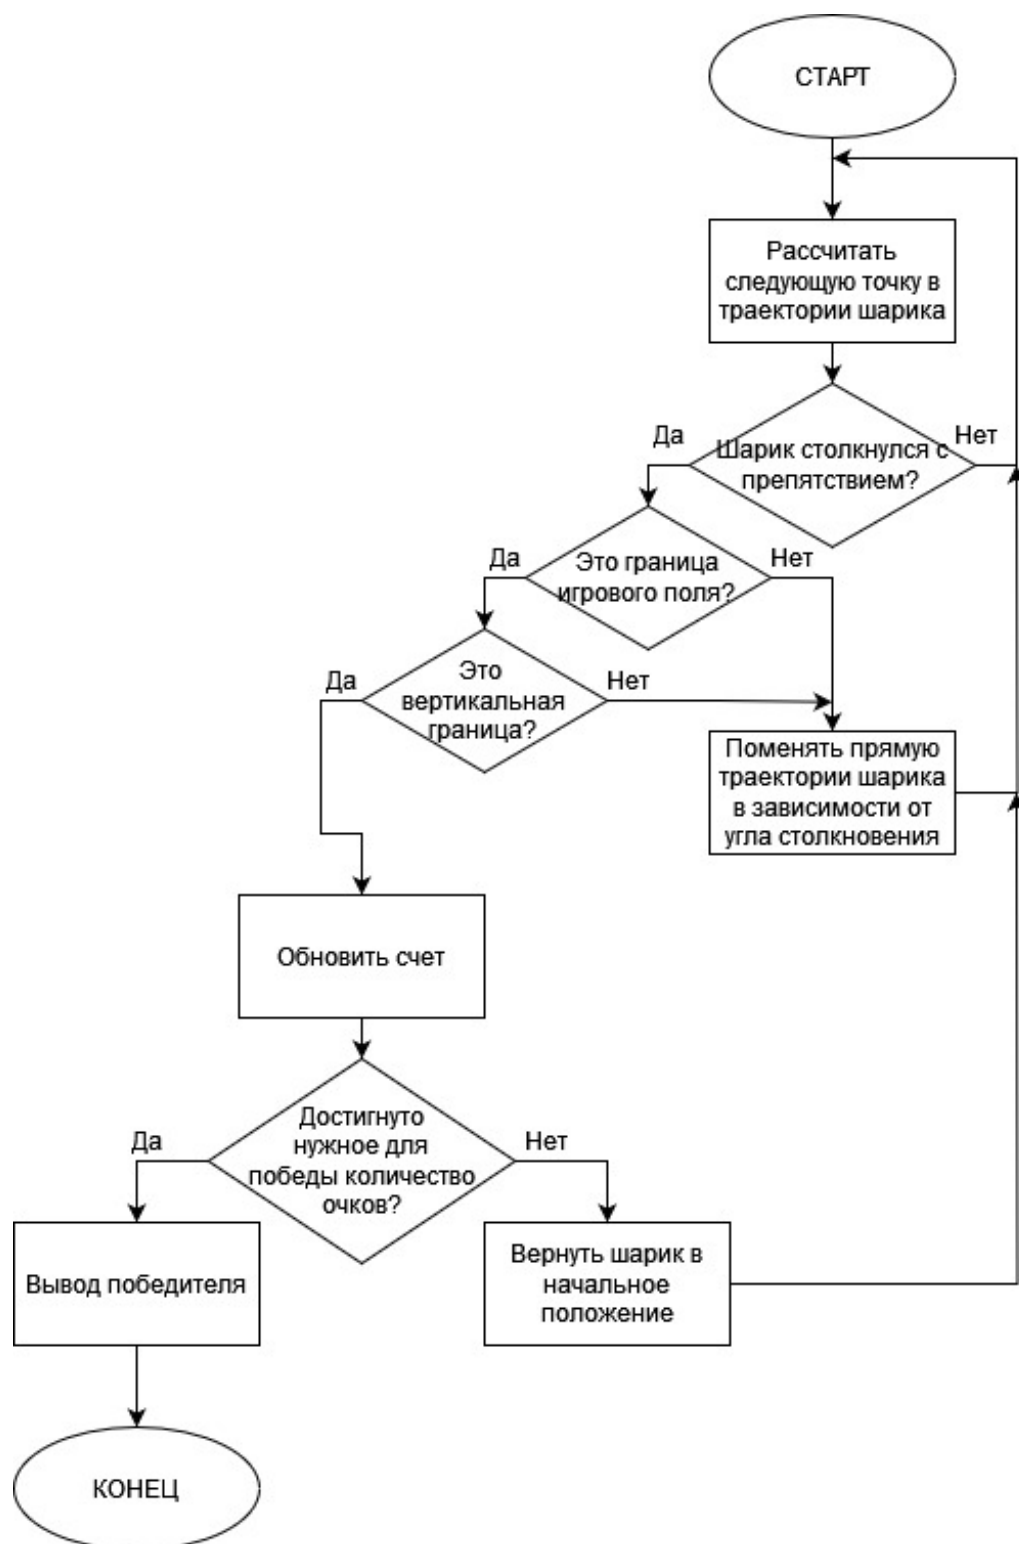 СТАРТ
Рассчитать
следующую точку в
траектории шарика
Да
Нет
Шарик столкнулся с
препятствием?
Да
Нет
Это граница
игрового поля?
Да
Нет
Это
вертикальная
граница?
Поменять прямую
траектории шарика
в зависимости от
угла столкновения
Обновить счет
Да
Нет
Достигнуто
нужное для
победы количество
очков?
Вывод победителя
Вернуть шарик в
начальное
положение
КОНЕЦ